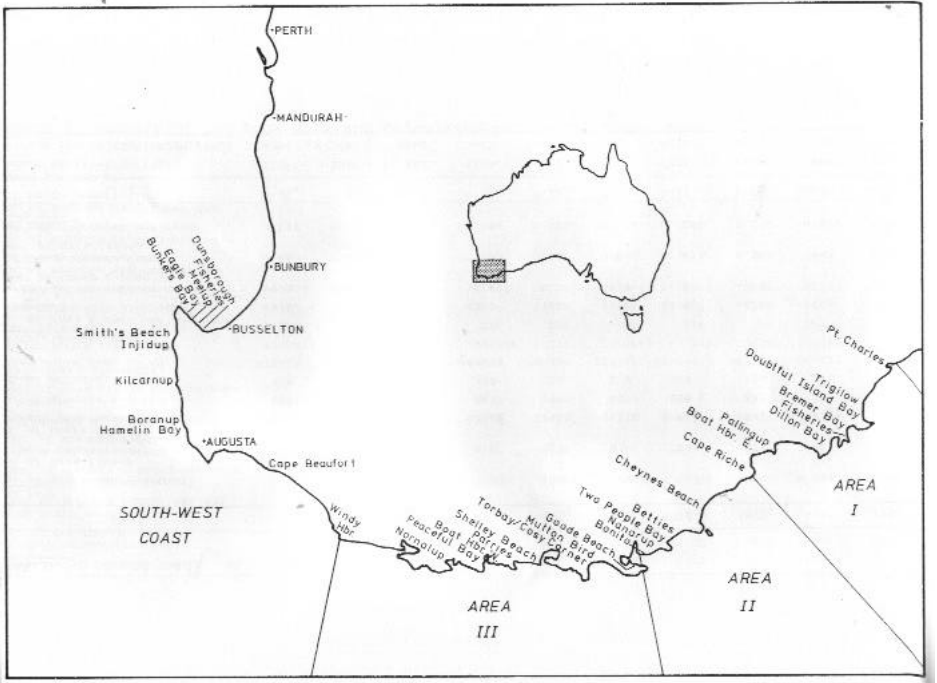 PERTH
MANDURAH
BUNBURY
Dunsborough
Fisheries
Meelup
Eagle Bay
Bunkers Bay
BUSSELTON
Smith's Beach
Injidup
Kilcarnup
Boranup
Hamelin Bay
AUGUSTA
Cape Beaufort
SOUTH-WEST
COAST
Windy
Hbr
Nornalup
Peaceful Bay
Boat Hbr W.
Parries
Shelley Beach
Torbay/Cosy Corner
Mutton Bird
Goode Beach
Bonitas
Nanarup
Two People Bay
Betties
Cheynes Beach
Cape Riche
Boat Hbr E.
Pallingup
Dillon Bay
Fisheries
Bremer Bay
Doubtful Island Bay
Trigilow
Pt. Charles
AREA
I
AREA
II
AREA
III